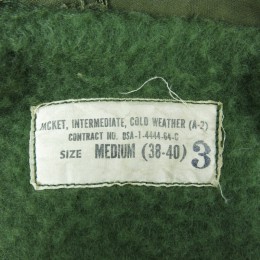 JACKET, INTERMEDIATE, COLD WEATHER (A-2)
CONTRACT NO. DSA-1-4444-64-C
SIZE MEDIUM (38-40) 3